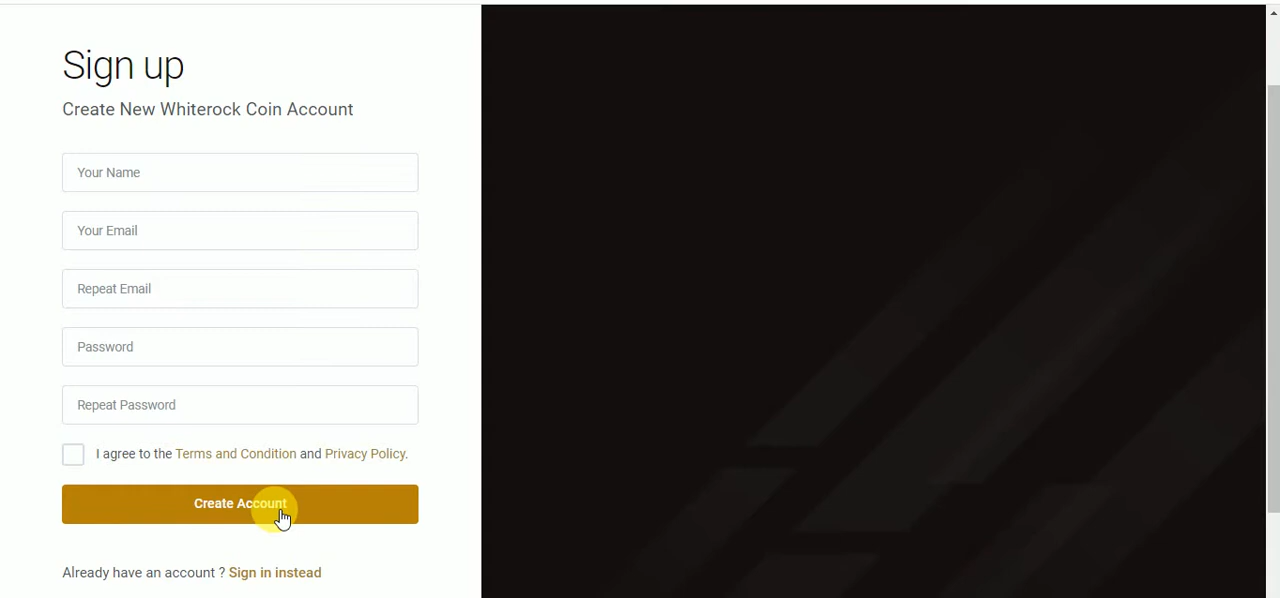 Sign up
Create New Whiterock Coin Account
Your Name
Your Email
Repeat Email
Password
Repeat Password
I agree to the Terms and Condition and Privacy Policy.
Create Account
Already have an account ? Sign in instead